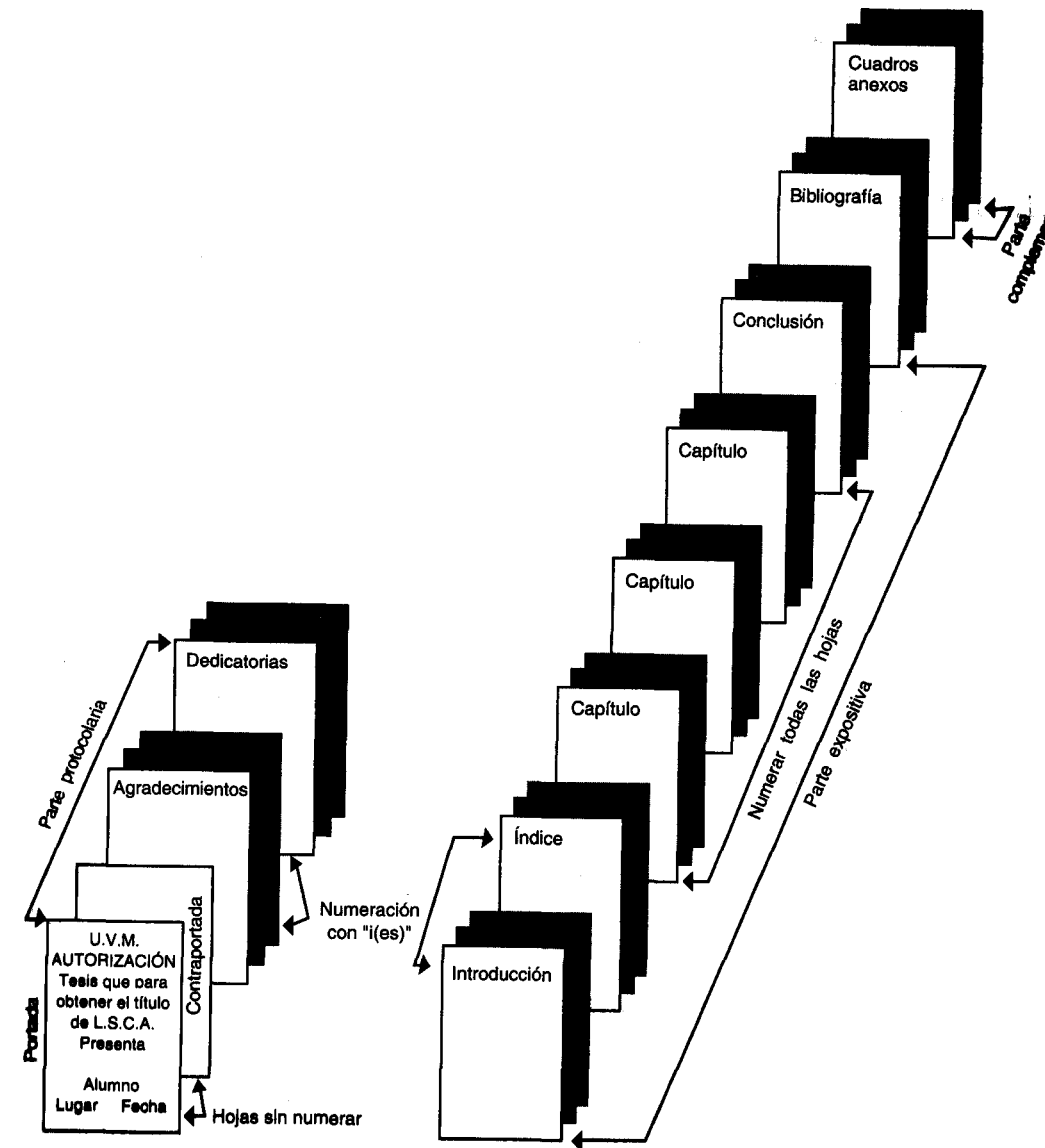 Cuadros
anexos
Bibliografía
Parte
Conclusión
Capítulo
Capítulo
Capítulo
Numerar todas las hojas
Parte expositiva
Dedicatorias
Parte protocolaria
Agradecimientos
Índice
Numeración
con "i(es)"
Introducción
Contraportada
Portada
U.V.M.
AUTORIZACIÓN
Tesis que para
obtener el título
de L.S.C.A.
Presenta
Alumno
Lugar Fecha
Hojas sin numerar